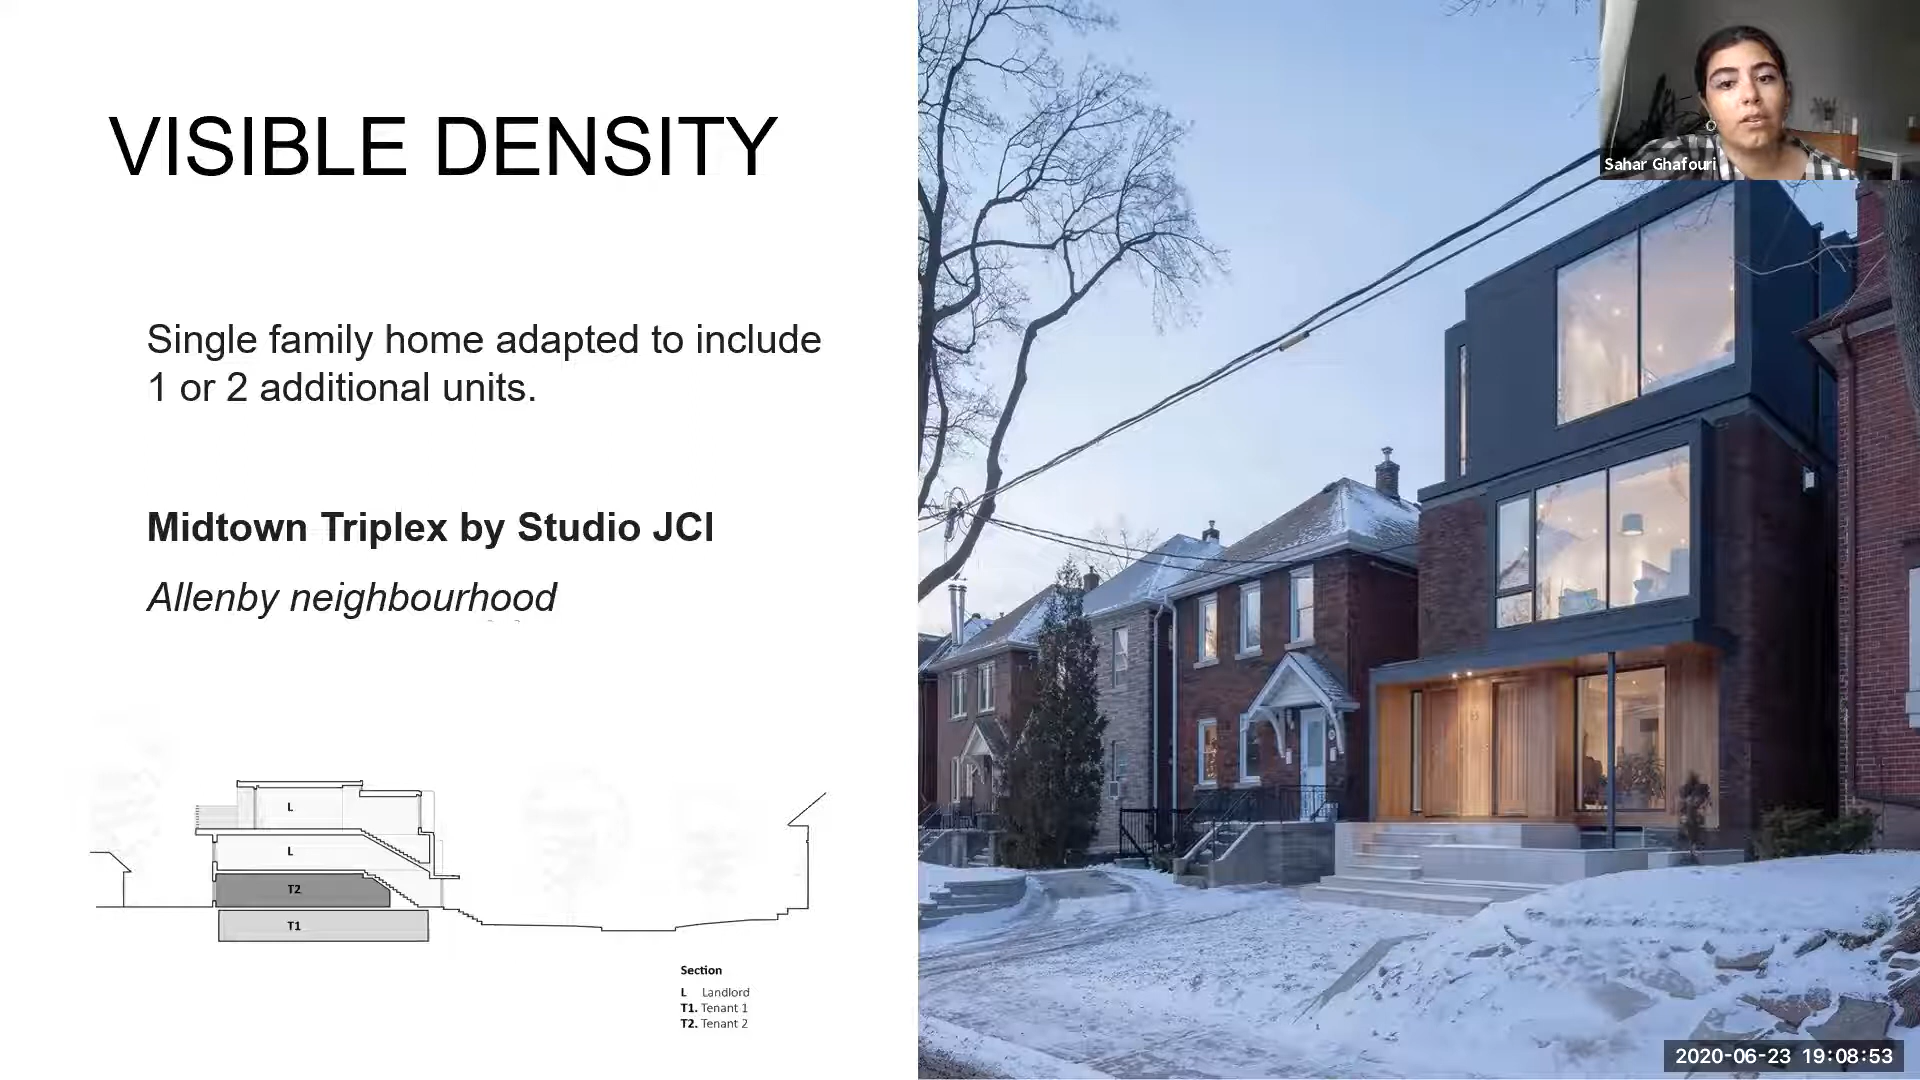 VISIBLE DENSITY
Single family home adapted to include
1 or 2 additional units.
Midtown Triplex by Studio JCI
Allenby neighbourhood
L
L
T2
T1
Section
L Landlord
T1. Tenant 1
T2. Tenant 2
Sahar Ghafouri
2020-06-23 19:08:53